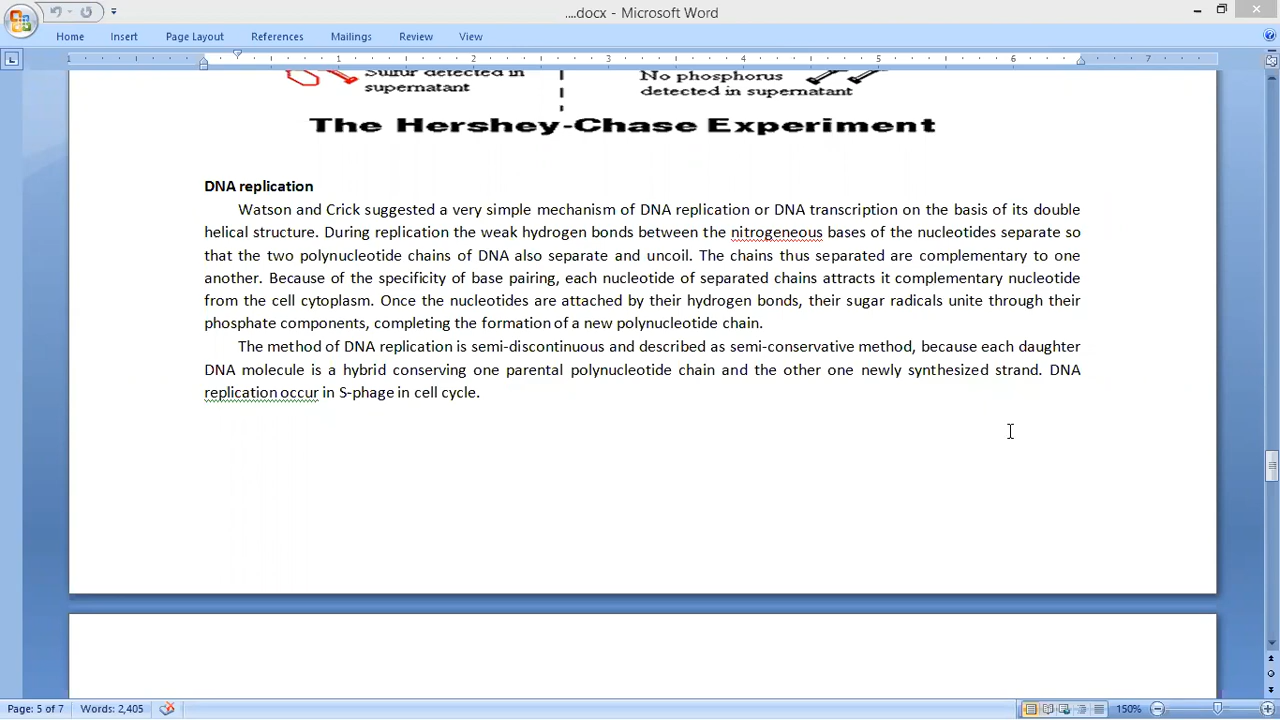 ....docx - Microsoft Word
Home Insert Page Layout References Mailings Review View
1 1 2 3 4 5 6 7
Sulfur detected in
supernatant
No phosphorus
detected in supernatant
The Hershey-Chase Experiment
DNA replication
Watson and Crick suggested a very simple mechanism of DNA replication or DNA transcription on the basis of its double
helical structure. During replication the weak hydrogen bonds between the nitrogeneous bases of the nucleotides separate so
that the two polynucleotide chains of DNA also separate and uncoil. The chains thus separated are complementary to one
another. Because of the specificity of base pairing, each nucleotide of separated chains attracts it complementary nucleotide
from the cell cytoplasm. Once the nucleotides are attached by their hydrogen bonds, their sugar radicals unite through their
phosphate components, completing the formation of a new polynucleotide chain.
The method of DNA replication is semi-discontinuous and described as semi-conservative method, because each daughter
DNA molecule is a hybrid conserving one parental polynucleotide chain and the other one newly synthesized strand. DNA
replication occur in S-phage in cell cycle.
Page: 5 of 7 Words: 2,405 150%